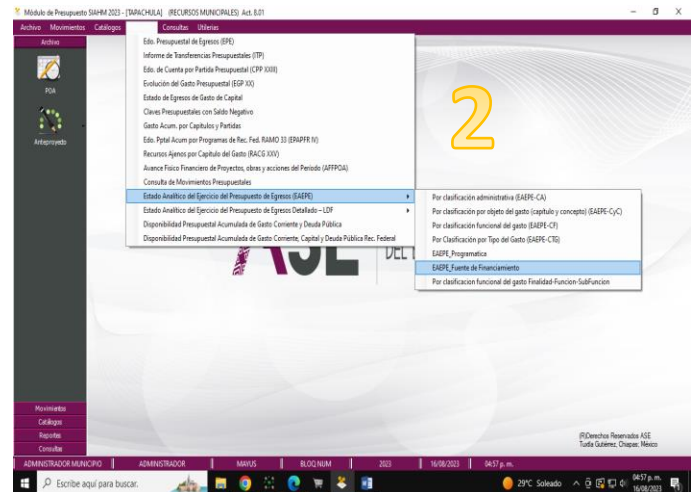 Módulo de Presupuesto SIAHM 2023 - [TAPACHULA] (RECURSOS MUNICIPALES) Act. 8.01
Archivo Movimientos Catálogos Consultas Utilerias
Archivo
POA
Anteproyecto
Edo. Presupuestal de Egresos (EPE)
Informe de Transferencias Presupuestales (ITP)
Edo. de Cuenta por Partida Presupuestal (CPP XXIII)
Evolución del Gasto Presupuestal (EGP XX)
Estado de Egresos de Gasto de Capital
Claves Presupuestales con Saldo Negativo
Gasto Acum. por Capitulos y Partidas
Edo. Pptal Acum por Programas de Rec. Fed. RAMO 33 (EPAPFR IV)
Recursos Ajenos por Capitulo del Gasto (RACG XXV)
Avance Fisico Financiero de Proyectos, obras y acciones del Periodo (AFFPOA)
Consulta de Movimientos Presupuestales
Estado Analítico del Ejercicio del Presupuesto de Egresos (EAEPE)
Estado Analítico del Ejercicio del Presupuesto de Egresos Detallado – LDF
Disponibilidad Presupuestal Acumulada de Gasto Corriente y Deuda Pública
Disponibilidad Presupuestal Acumulada de Gasto Corriente, Capital y Deuda Pública Rec. Federal
2
Por clasificación administrativa (EAEPE-CA)
Por clasificación por objeto del gasto (capítulo y concepto) (EAEPE-CyC)
Por clasificación funcional del gasto (EAEPE-CF)
Por Clasificación por Tipo del Gasto (EAEPE-CTG)
EAEPE_Programatica
EAEPE_Fuente de Financiamiento
Por clasificacion funcional del gasto Finalidad-Funcion-SubFuncion
ASE
DEL
Movimientos
Catálogos
Reportes
Consultas
(R)Derechos Reservados ASE
Tuxtla Gutiérrez, Chiapas; México
ADMINISTRADOR MUNICIPIO ADMINISTRADOR MAYUS BLOQ NUM 2023 16/08/2023 04:57 p. m.
Escribe aquí para buscar.
29°C Soleado
04:57 p. m.
16/08/2023